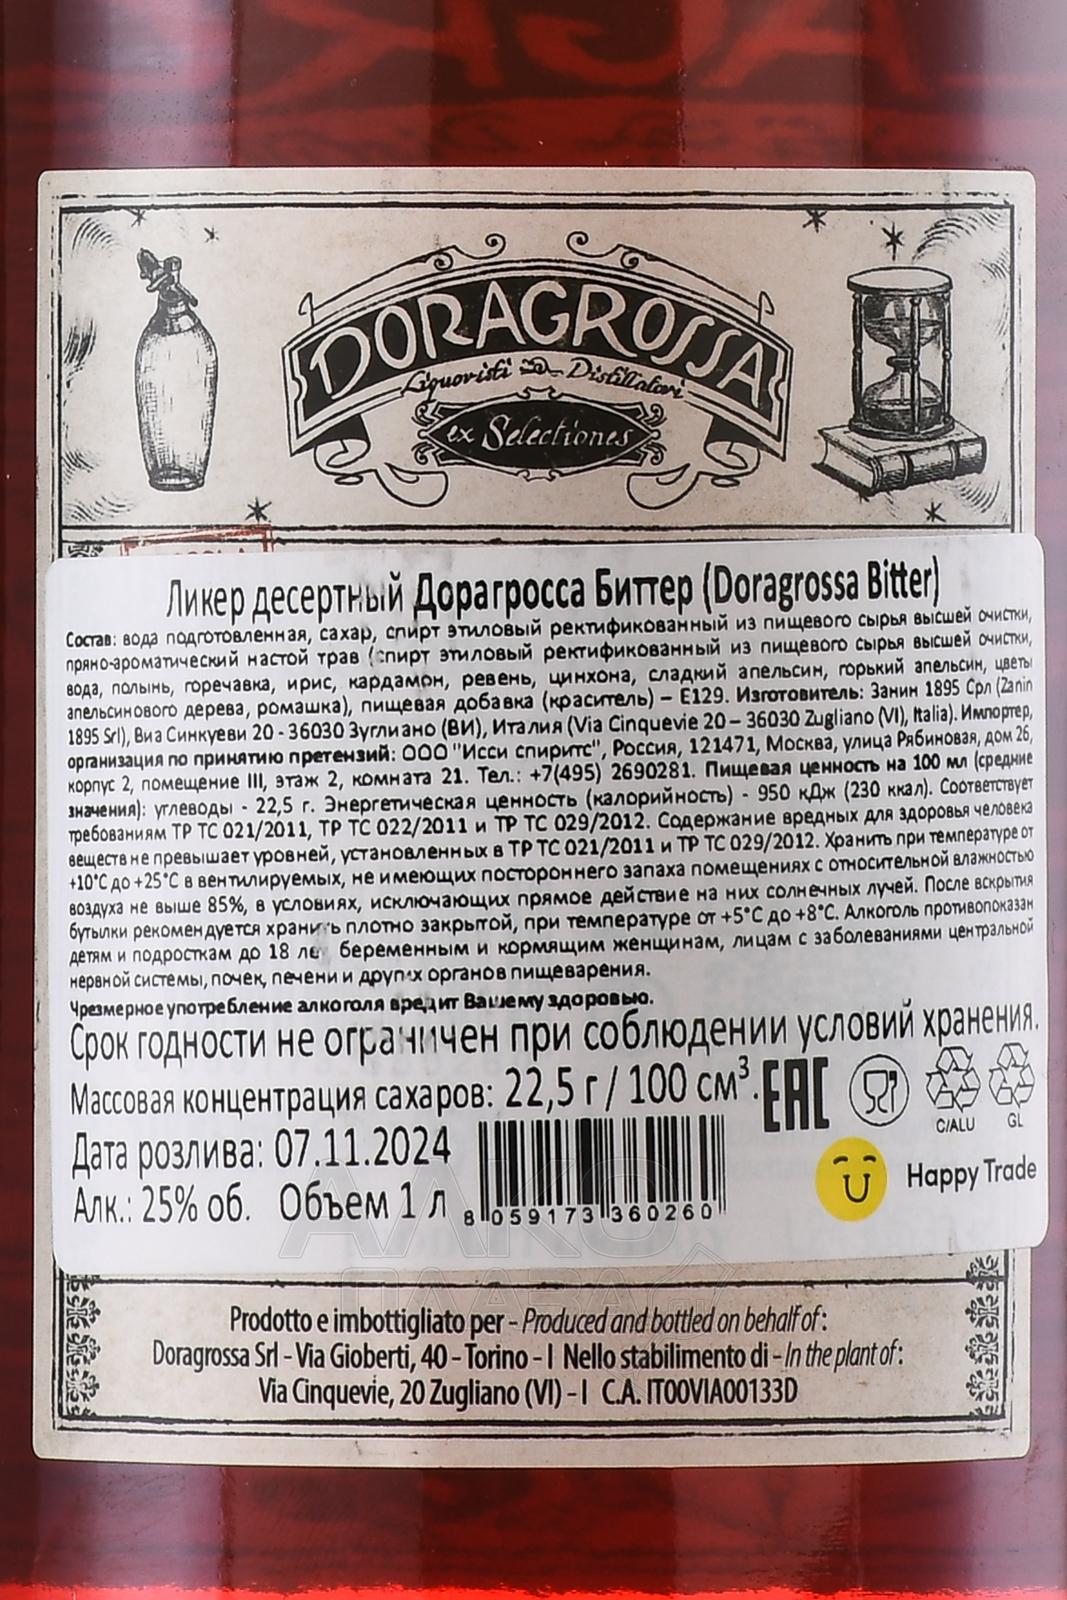 DORAGROSSA
Liquoristi Distillatori
ex Selectiones
Ликер десертный Дорагросса Биттер (Doragrossa Bitter)
Состав: вода подготовленная, сахар, спирт этиловый ректификованный из пищевого сырья высшей очистки,
пряно-ароматический настой трав (спирт этиловый ректификованный из пищевого сырья высшей очистки,
вода, полынь, горечавка, ирис, кардамон, ревень, цинхона, сладкий апельсин, горький апельсин, цветы
апельсинового дерева, ромашка), пищевая добавка (краситель) – Е129. Изготовитель: Занин 1895 Срл (Zanin
1895 Srl), Виа Синкуеви 20 - 36030 Зуглиано (ВИ), Италия (Via Cinquevie 20 – 36030 Zugliano (VI), Italia). Импортер,
организация по принятию претензий: ООО "Исси спиритс", Россия, 121471, Москва, улица Рябиновая, дом 26,
корпус 2, помещение III, этаж 2, комната 21. Тел.: +7(495) 2690281. Пищевая ценность на 100 мл (средние
значения): углеводы - 22,5 г. Энергетическая ценность (калорийность) - 950 кДж (230 ккал). Соответствует
требованиям ТР ТС 021/2011, ТР ТС 022/2011 и ТР ТС 029/2012. Содержание вредных для здоровья человека
веществ не превышает уровней, установленных в ТР ТС 021/2011 и ТР ТС 029/2012. Хранить при температуре от
+10°С до +25°С в вентилируемых, не имеющих постороннего запаха помещениях с относительной влажностью
воздуха не выше 85%, в условиях, исключающих прямое действие на них солнечных лучей. После вскрытия
бутылки рекомендуется хранить плотно закрытой, при температуре от +5°С до +8°С. Алкоголь противопоказан
детям и подросткам до 18 лет беременным и кормящим женщинам, лицам с заболеваниями центральной
нервной системы, почек, печени и других органов пищеварения.
Чрезмерное употребление алкоголя вредит Вашему здоровью.
Срок годности не ограничен при соблюдении условий хранения.
Массовая концентрация сахаров: 22,5 г / 100 см³.
EAC
C/ALU
GL
Дата розлива: 07.11.2024
Алк.: 25% об. Объем 1 л
8 059173 360260
Happy Trade
АЛКО
ПЛАЗА
Prodotto e imbottigliato per - Produced and bottled on behalf of:
Doragrossa Srl - Via Gioberti, 40 - Torino - I Nello stabilimento di - In the plant of:
Via Cinquevie, 20 Zugliano (VI) - I C.A. IT00VIA00133D